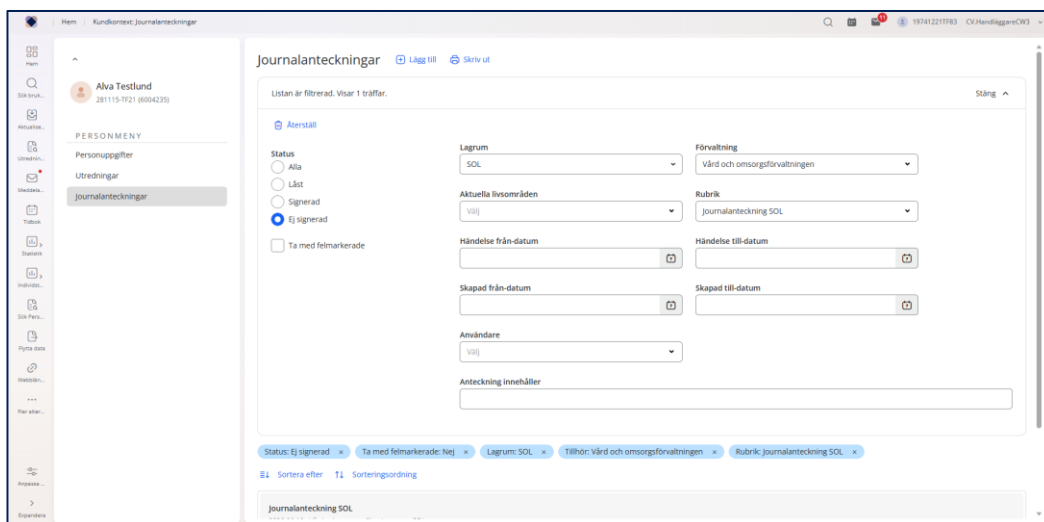 Hem Kundkontext: Journalanteckningar
11
19741221TF83 CV.HandläggareCW3
Hem
Sök bruk...
Aktualise...
Utrednin...
Meddela...
Tidbok
Statistik
Individst...
Sök Pers...
Flytta data
Webblän...
Fler alter...
Anpassa ...
Expandera
Alva Testlund
281115-TF21 (6004235)
PERSONMENY
Personuppgifter
Utredningar
Journalanteckningar
Journalanteckningar Lägg till Skriv ut
Listan är filtrerad. Visar 1 träffar. Stäng
Återställ
Status
Alla
Låst
Signerad
Ej signerad
Ta med felmarkerade
Lagrum Förvaltning
SOL Vård och omsorgsförvaltningen
Aktuella livsområden Rubrik
Välj Journalanteckning SOL
Händelse från-datum Händelse till-datum
Skapad från-datum Skapad till-datum
Användare
Välj
Anteckning innehåller
Status: Ej signerad × Ta med felmarkerade: Nej × Lagrum: SOL × Tillhör: Vård och omsorgsförvaltningen × Rubrik: Journalanteckning SOL ×
Sortera efter Sorteringsordning
Journalanteckning SOL